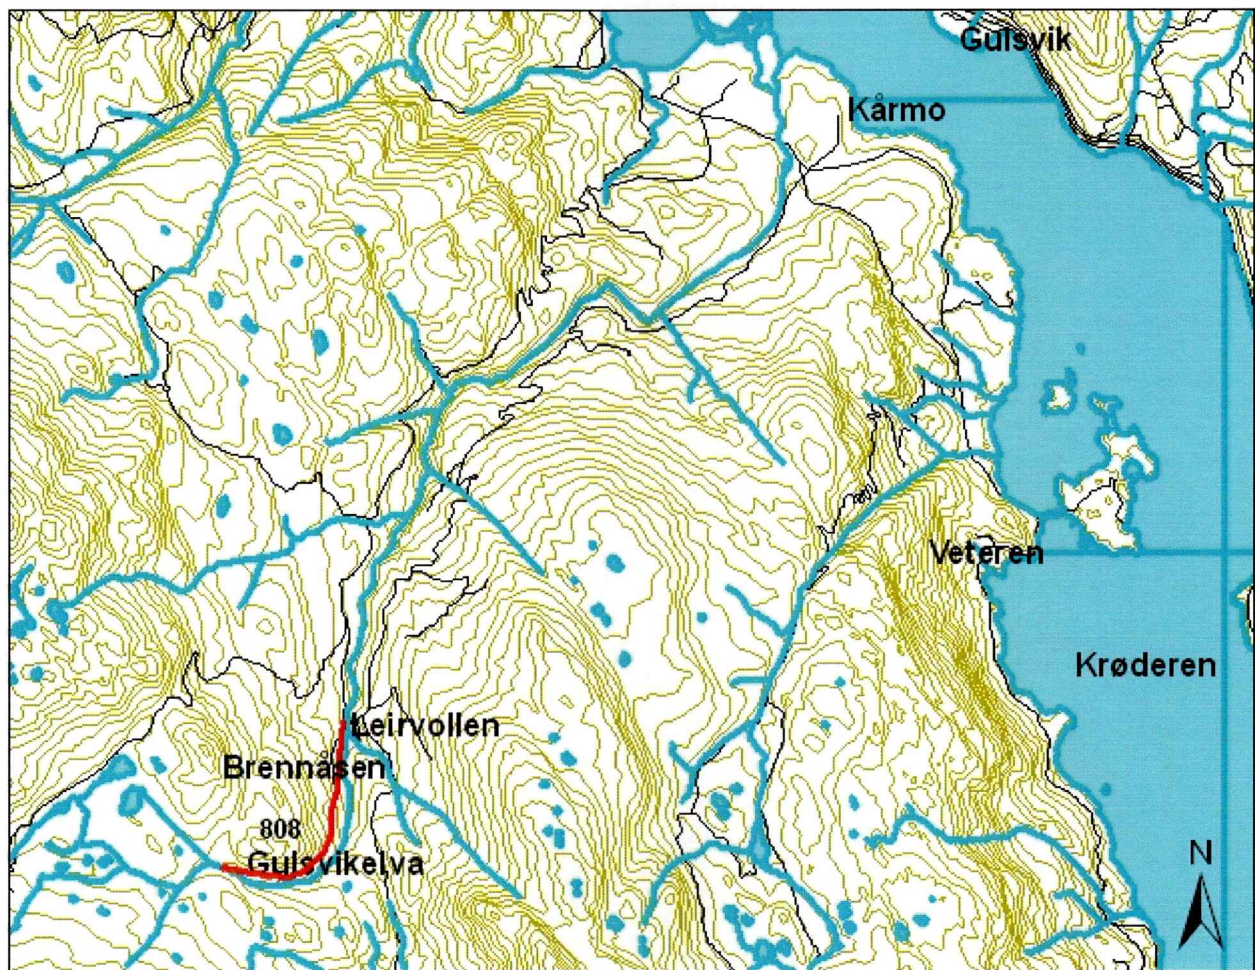 Gulsvik
Kårmo
Veteren
Krøderen
Leirvollen
Brennåsen
808
Gulsvikelva
N